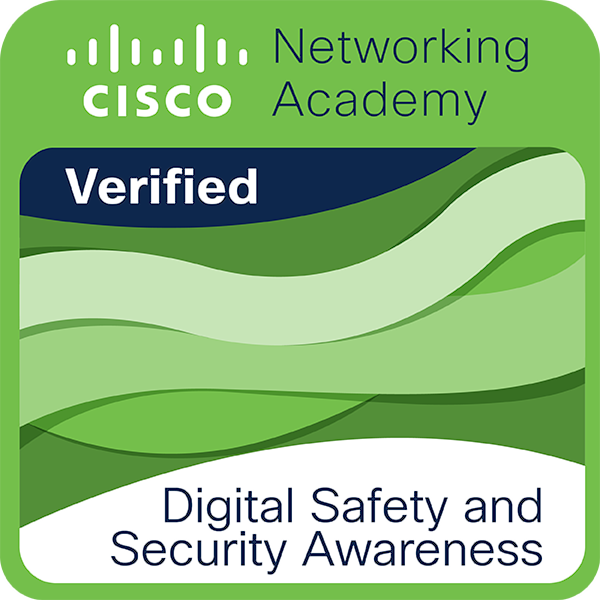 CISCO
Networking
Academy
Verified
Digital Safety and
Security Awareness